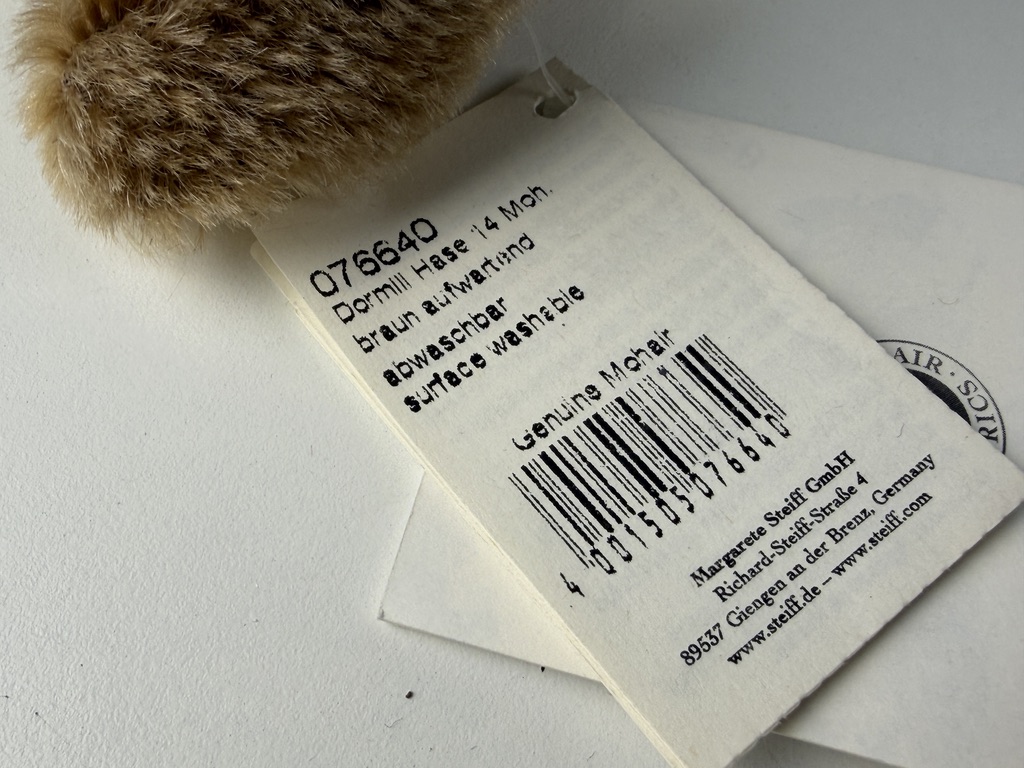 076640
Dormili Hase 14 Moh.
braun aufwartend
abwaschbar
surface washable
Genuine Mohair
4 001505 076640
Margarete Steiff GmbH
Richard-Steiff-Straße 4
89537 Giengen an der Brenz, Germany
www.steiff.de – www.steiff.com
AIR · SCS